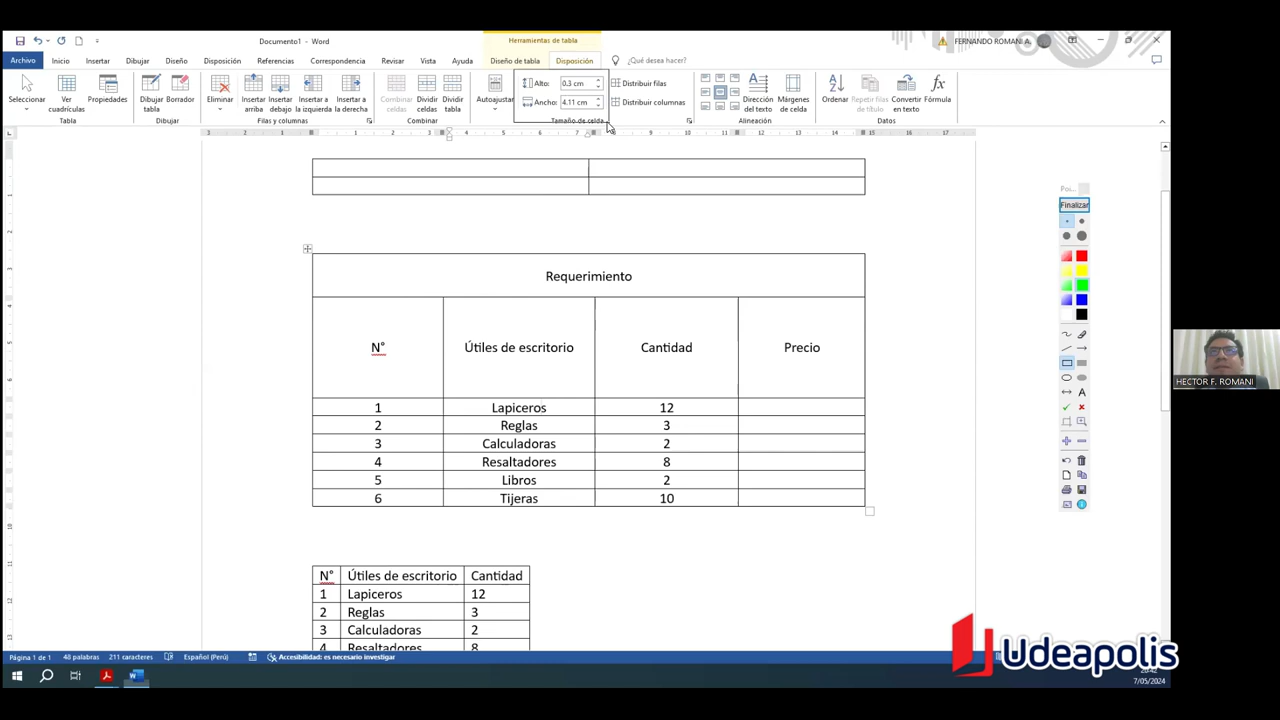 Documento1 - Word
Herramientas de tabla
FERNANDO ROMANI A.
Archivo Inicio Insertar Dibujar Diseño Disposición Referencias Correspondencia Revisar Vista Ayuda Diseño de tabla Disposición ¿Qué desea hacer?
Seleccionar
Ver cuadrículas
Propiedades
Tabla
Dibujar tabla
Borrador
Dibujar
Eliminar
Insertar arriba
Insertar debajo
Insertar a la izquierda
Insertar a la derecha
Filas y columnas
Combinar celdas
Dividir celdas
Dividir tabla
Combinar
Autoajustar
Alto: 0.3 cm
Ancho: 4.11 cm
Distribuir filas
Distribuir columnas
Tamaño de celda
Dirección del texto
Márgenes de celda
Alineación
Ordenar
Repetir filas de título
Convertir en texto
Fórmula
Datos
Requerimiento
N° Útiles de escritorio Cantidad Precio
1 Lapiceros 12
2 Reglas 3
3 Calculadoras 2
4 Resaltadores 8
5 Libros 2
6 Tijeras 10
N° Útiles de escritorio Cantidad
1 Lapiceros 12
2 Reglas 3
3 Calculadoras 2
4 Resaltadores 8
Poi...
Finalizar
HECTOR F. ROMANI
Página 1 de 1 48 palabras 211 caracteres Español (Perú) Accesibilidad: es necesario investigar
Udeapolis
7/05/2024